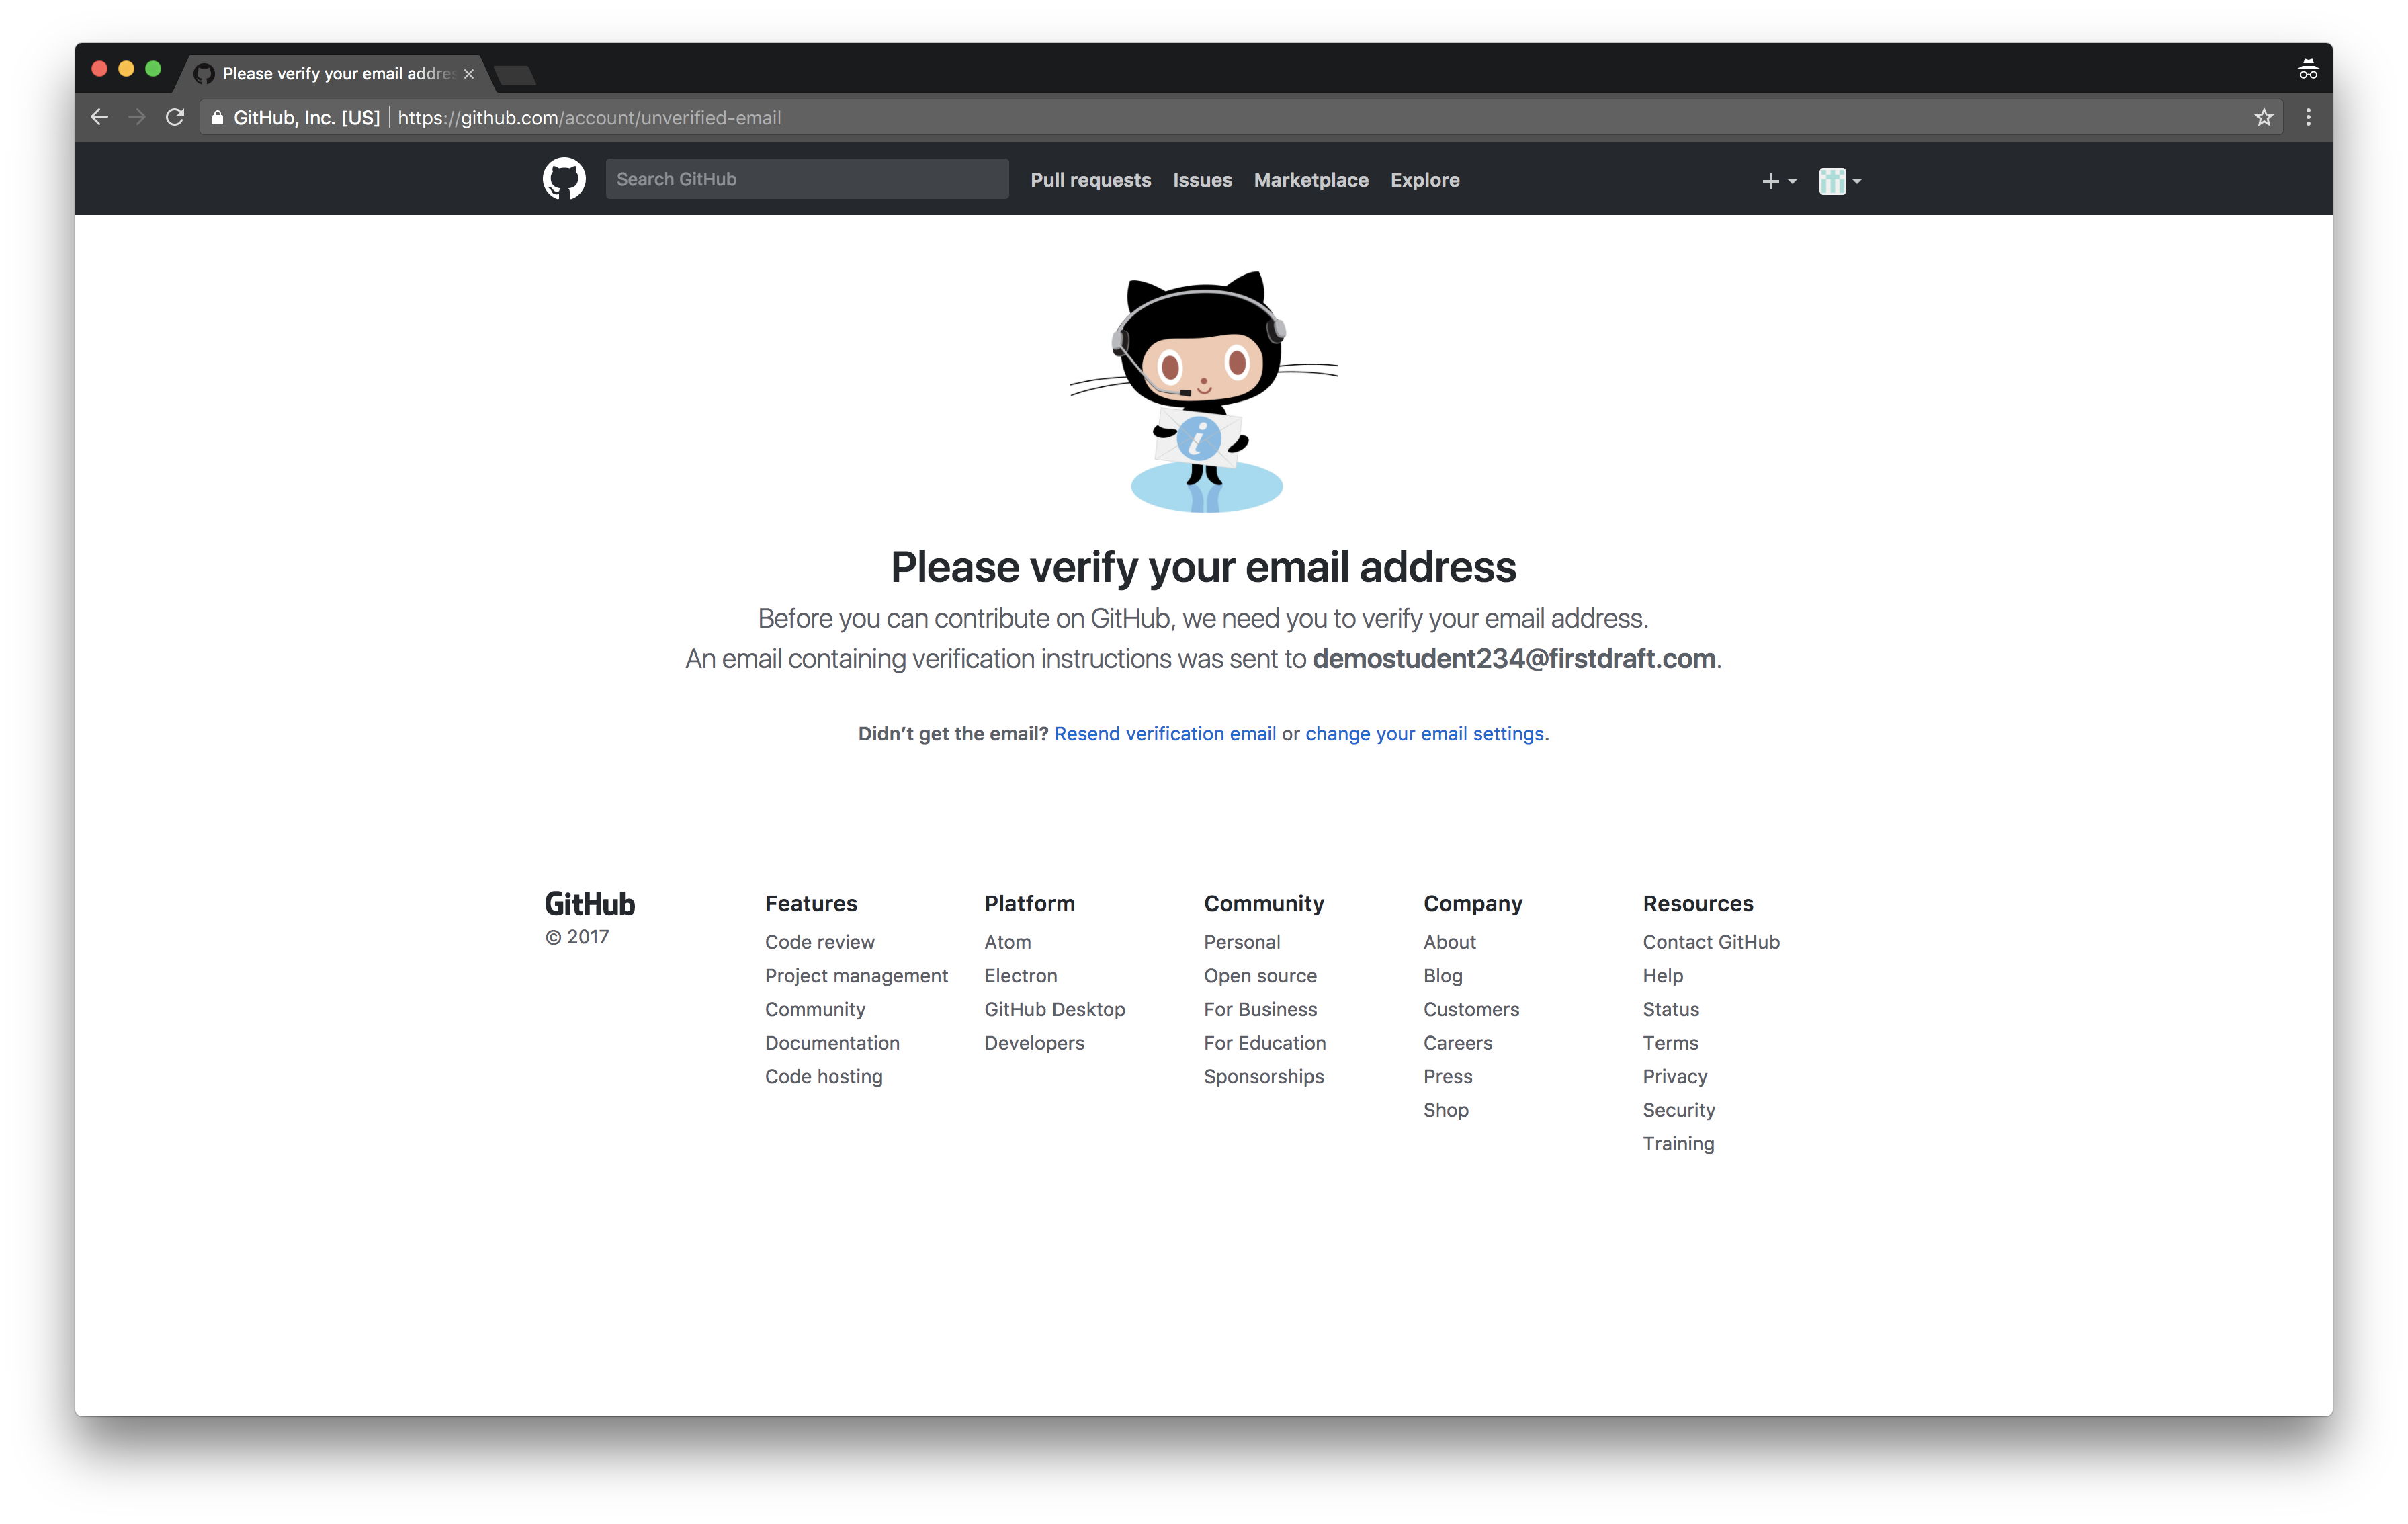 Please verify your email addres
GitHub, Inc. [US] https://github.com/account/unverified-email
Search GitHub
Pull requests Issues Marketplace Explore
Please verify your email address
Before you can contribute on GitHub, we need you to verify your email address.
An email containing verification instructions was sent to demostudent234@firstdraft.com.
Didn’t get the email? Resend verification email or change your email settings.
GitHub
© 2017
Features
Code review
Project management
Community
Documentation
Code hosting
Platform
Atom
Electron
GitHub Desktop
Developers
Community
Personal
Open source
For Business
For Education
Sponsorships
Company
About
Blog
Customers
Careers
Press
Shop
Resources
Contact GitHub
Help
Status
Terms
Privacy
Security
Training